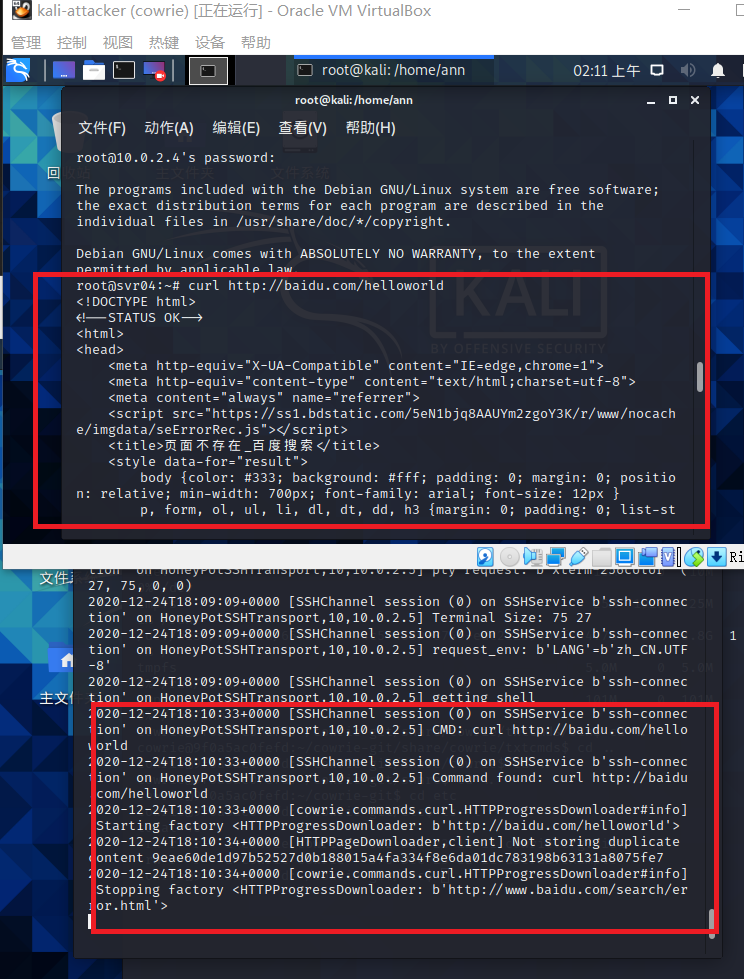 kali-attacker (cowrie) [正在运行] - Oracle VM VirtualBox
管理 控制 视图 热键 设备 帮助
root@kali: /home/ann 02:11 上午
root@kali: /home/ann
文件(F) 动作(A) 编辑(E) 查看(V) 帮助(H)
root@10.0.2.4's password:
The programs included with the Debian GNU/Linux system are free software;
the exact distribution terms for each program are described in the
individual files in /usr/share/doc/*/copyright.
Debian GNU/Linux comes with ABSOLUTELY NO WARRANTY, to the extent
permitted by applicable law.
root@svr04:~# curl http://baidu.com/helloworld
<!DOCTYPE html>
<!--STATUS OK-->
<html>
<head>
<meta http-equiv="X-UA-Compatible" content="IE=edge,chrome=1">
<meta http-equiv="content-type" content="text/html;charset=utf-8">
<meta content="always" name="referrer">
<script src="https://ss1.bdstatic.com/5eN1bjq8AAUYm2zgoY3K/r/www/nocach
e/imgdata/seErrorRec.js"></script>
<title>页面不存在_百度搜索</title>
<style data-for="result">
body {color: #333; background: #fff; padding: 0; margin: 0; positio
n: relative; min-width: 700px; font-family: arial; font-size: 12px }
p, form, ol, ul, li, dl, dt, dd, h3 {margin: 0; padding: 0; list-st
KALI
BY OFFENSIVE SECURITY
tion' on HoneyPotSSHTransport,10,10.0.2.5] pty request: b'xterm-256color' (
27, 75, 0, 0)
2020-12-24T18:09:09+0000 [SSHChannel session (0) on SSHService b'ssh-connec
tion' on HoneyPotSSHTransport,10,10.0.2.5] Terminal Size: 75 27
2020-12-24T18:09:09+0000 [SSHChannel session (0) on SSHService b'ssh-connec
tion' on HoneyPotSSHTransport,10,10.0.2.5] request_env: b'LANG'=b'zh_CN.UTF
-8'
2020-12-24T18:09:09+0000 [SSHChannel session (0) on SSHService b'ssh-connec
tion' on HoneyPotSSHTransport,10,10.0.2.5] getting shell
2020-12-24T18:10:33+0000 [SSHChannel session (0) on SSHService b'ssh-connec
tion' on HoneyPotSSHTransport,10,10.0.2.5] CMD: curl http://baidu.com/hello
world
2020-12-24T18:10:33+0000 [SSHChannel session (0) on SSHService b'ssh-connec
tion' on HoneyPotSSHTransport,10,10.0.2.5] Command found: curl http://baidu
.com/helloworld
2020-12-24T18:10:33+0000 [cowrie.commands.curl.HTTPProgressDownloader#info]
Starting factory <HTTPProgressDownloader: b'http://baidu.com/helloworld'>
2020-12-24T18:10:34+0000 [HTTPPageDownloader,client] Not storing duplicate
content 9eae60de1d97b52527d0b188015a4fa334f8e6da01dc783198b63131a8075fe7
2020-12-24T18:10:34+0000 [cowrie.commands.curl.HTTPProgressDownloader#info]
Stopping factory <HTTPProgressDownloader: b'http://www.baidu.com/search/er
ror.html'>